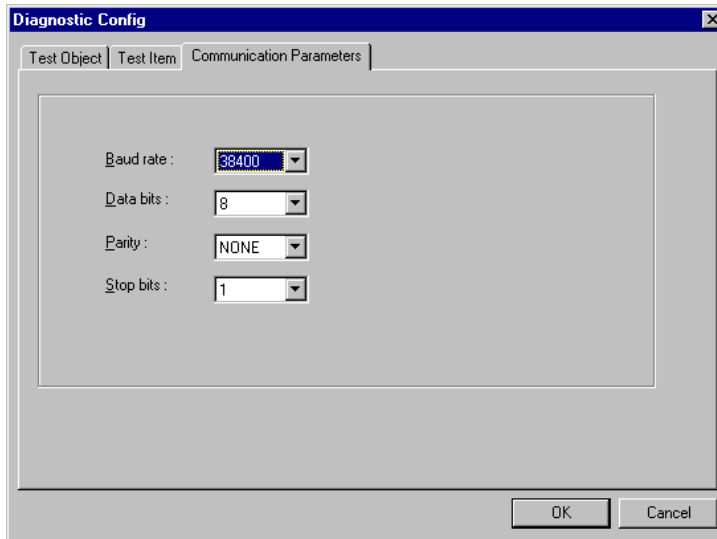 Diagnostic Config
Test Object Test Item Communication Parameters
Baud rate : 38400
Data bits : 8
Parity : NONE
Stop bits : 1
OK Cancel